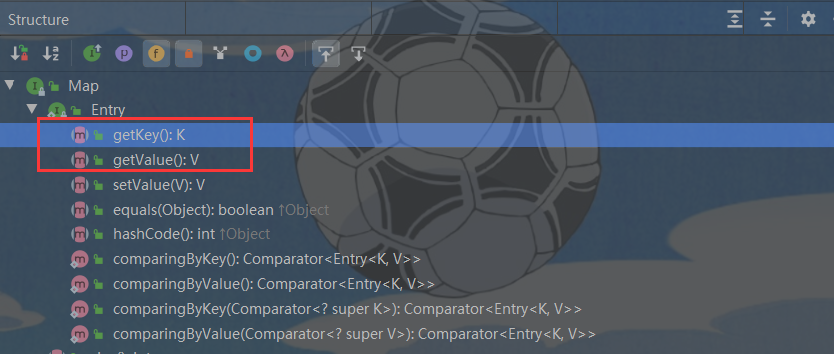 Structure
Map
Entry
getKey(): K
getValue(): V
setValue(V): V
equals(Object): boolean ↑Object
hashCode(): int ↑Object
comparingByKey(): Comparator<Entry<K, V>>
comparingByValue(): Comparator<Entry<K, V>>
comparingByKey(Comparator<? super K>): Comparator<Entry<K, V>>
comparingByValue(Comparator<? super V>): Comparator<Entry<K, V>>